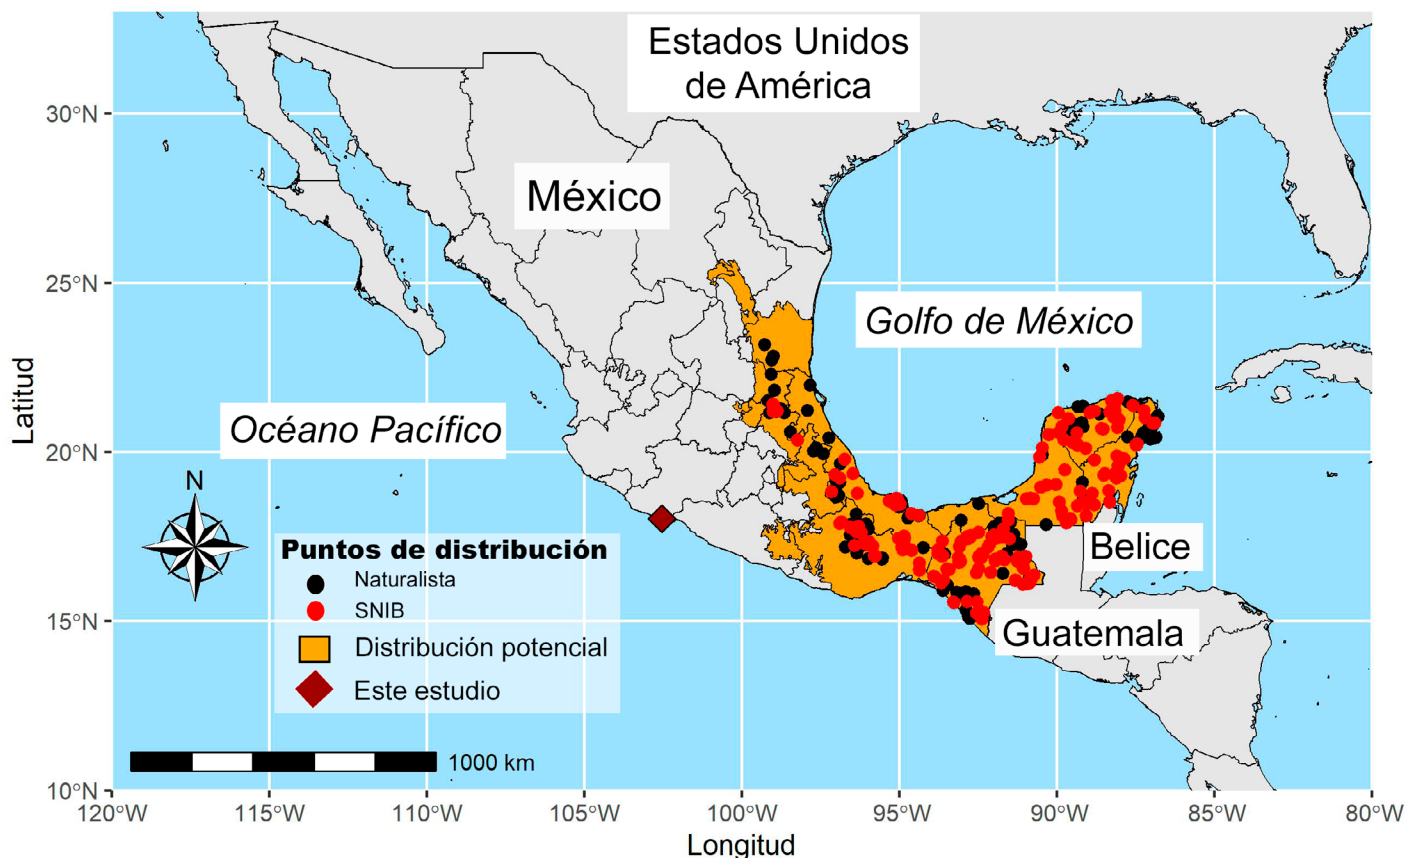 Estados Unidos
de América
México
Golfo de México
Océano Pacífico
N
Puntos de distribución
Naturalista
SNIB
Distribución potencial
Este estudio
Belice
Guatemala
1000 km
30°N
25°N
20°N
15°N
10°N
Latitud
120°W
115°W
110°W
105°W
100°W
95°W
90°W
85°W
80°W
Longitud